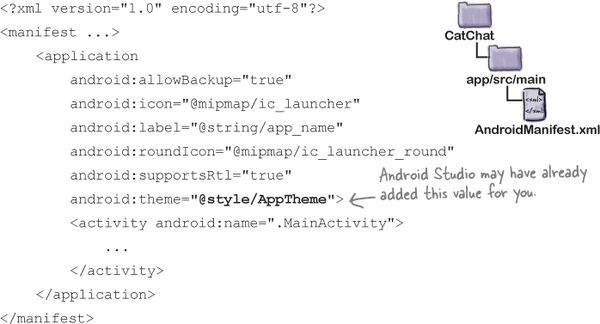 <?xml version="1.0" encoding="utf-8"?>
<manifest ...>
    <application
        android:allowBackup="true"
        android:icon="@mipmap/ic_launcher"
        android:label="@string/app_name"
        android:roundIcon="@mipmap/ic_launcher_round"
        android:supportsRtl="true"
        android:theme="@style/AppTheme">
        <activity android:name=".MainActivity">
            ...
        </activity>
    </application>
</manifest>
CatChat
app/src/main
<xml>
</xml>
AndroidManifest.xml
Android Studio may have already
added this value for you.